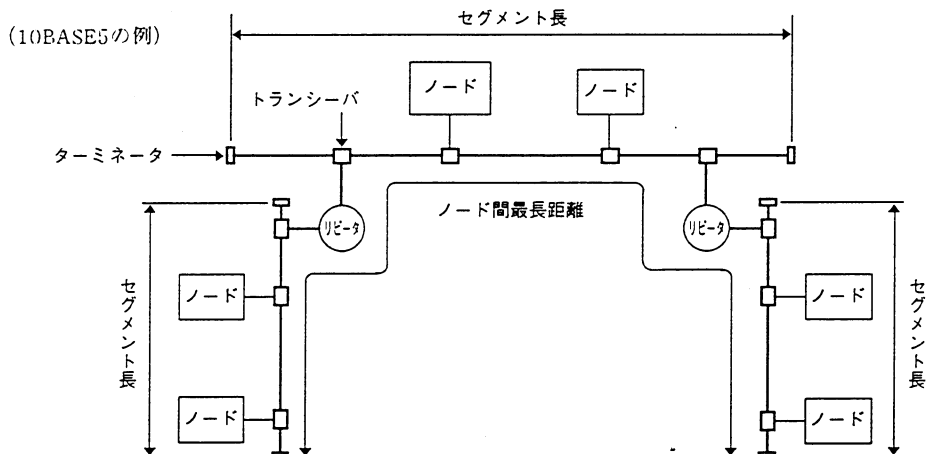 セグメント長
(10BASE5の例)
ノード
ノード
トランシーバ
ターミネータ
ノード間最長距離
リピータ
リピータ
セグメント長
セグメント長
ノード
ノード
ノード
ノード